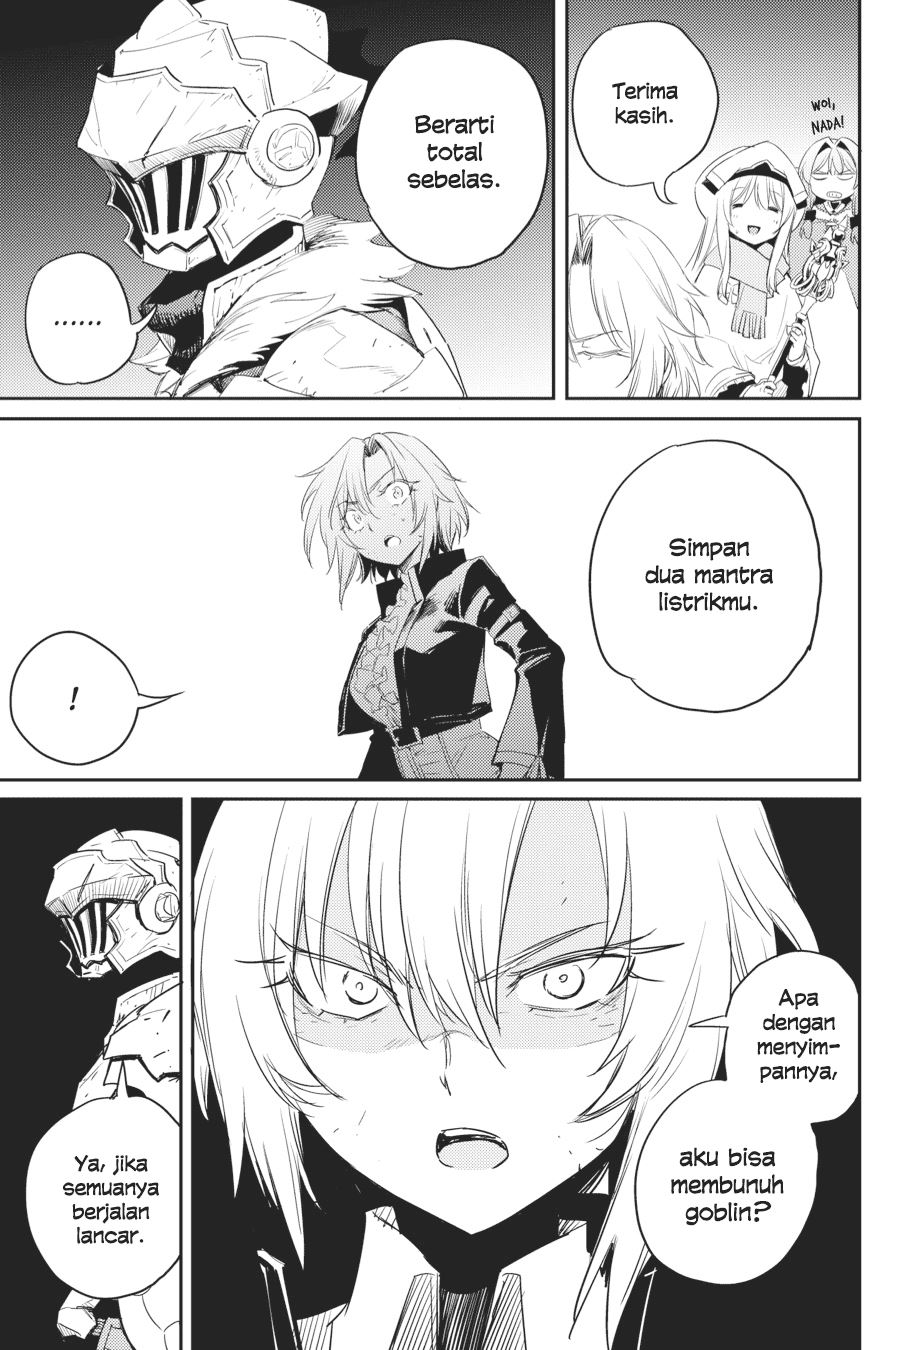 WOI,
NADA!
Terima
kasih.
Berarti
total
sebelas.
......
Simpan
dua mantra
listrikmu.
!
Apa
dengan
menyim-
pannya,
aku bisa
membunuh
goblin?
Ya, jika
semuanya
berjalan
lancar.